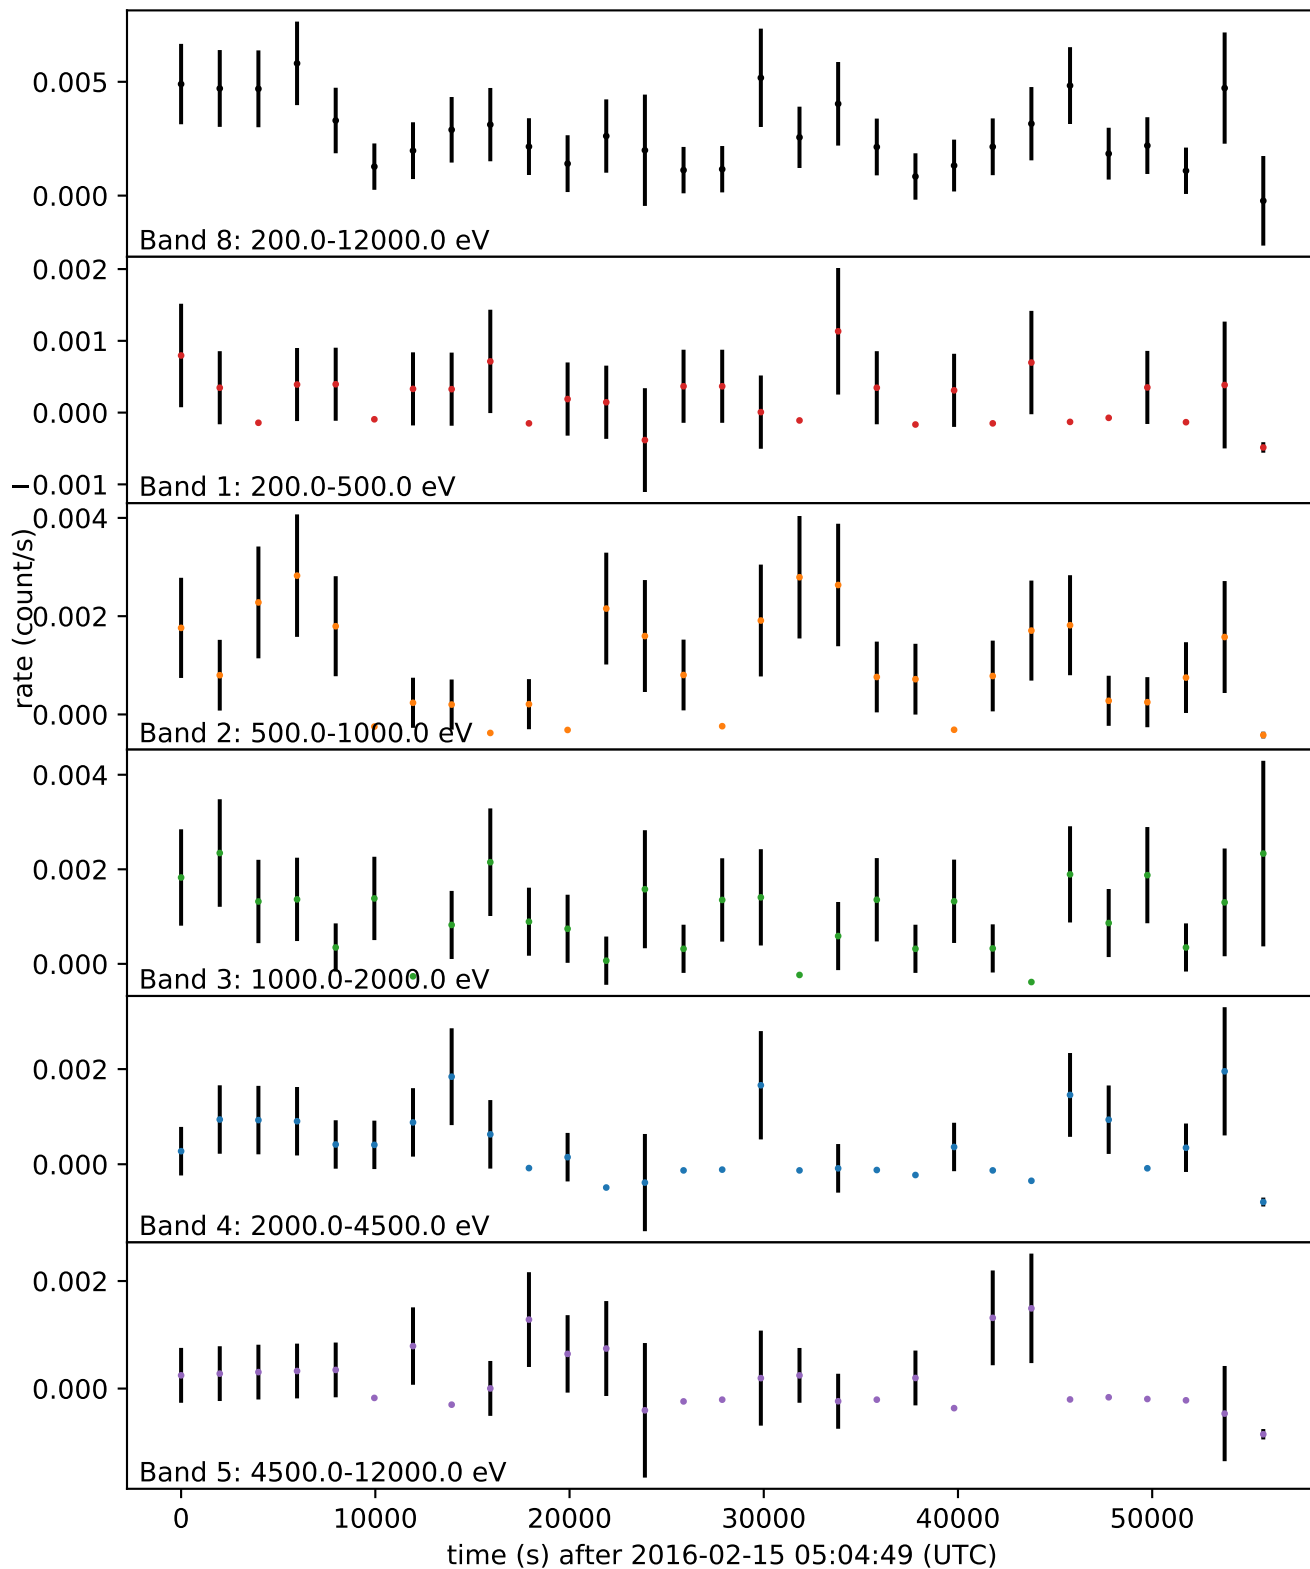 0.005
0.000
Band 8: 200.0-12000.0 eV
0.002
0.001
0.000
−0.001
Band 1: 200.0-500.0 eV
rate (count/s)
0.004
0.002
0.000
Band 2: 500.0-1000.0 eV
0.004
0.002
0.000
Band 3: 1000.0-2000.0 eV
0.002
0.000
Band 4: 2000.0-4500.0 eV
0.002
0.000
Band 5: 4500.0-12000.0 eV
0 10000 20000 30000 40000 50000
time (s) after 2016-02-15 05:04:49 (UTC)